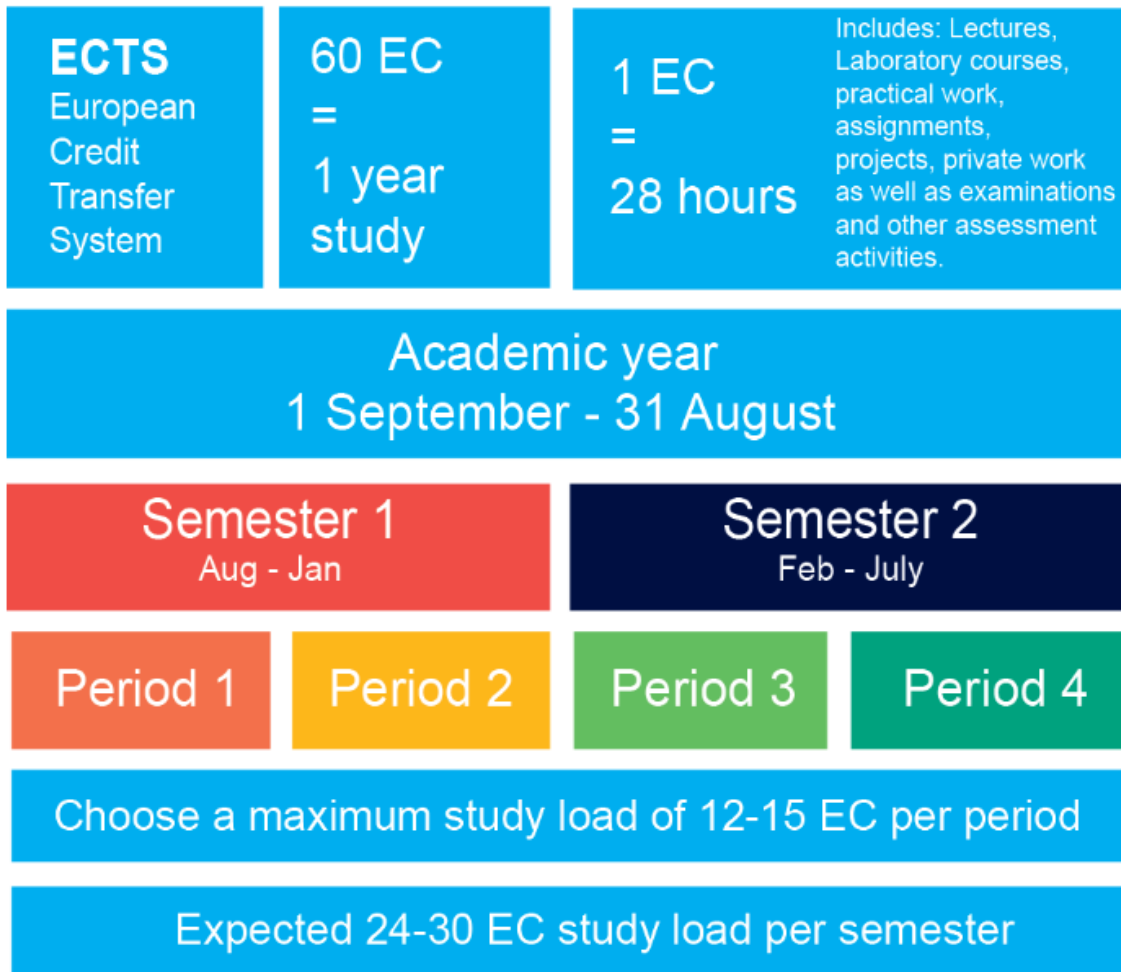 ECTS
European
Credit
Transfer
System
60 EC
=
1 year
study
1 EC
=
28 hours
Includes: Lectures,
Laboratory courses,
practical work,
assignments,
projects, private work
as well as examinations
and other assessment
activities.
Academic year
1 September - 31 August
Semester 1
Aug - Jan
Semester 2
Feb - July
Period 1
Period 2
Period 3
Period 4
Choose a maximum study load of 12-15 EC per period
Expected 24-30 EC study load per semester